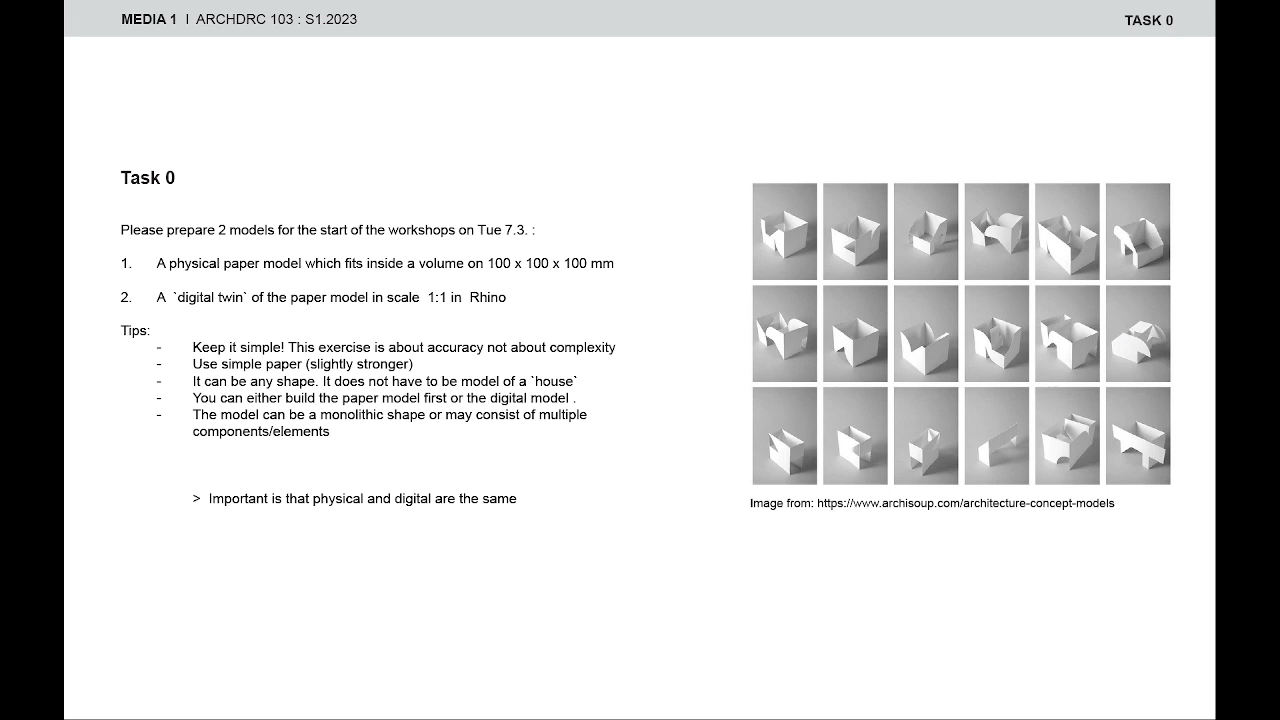 MEDIA 1 I ARCHDRC 103 : S1.2023
TASK 0
Task 0
Please prepare 2 models for the start of the workshops on Tue 7.3. :
1. A physical paper model which fits inside a volume on 100 x 100 x 100 mm
2. A `digital twin` of the paper model in scale 1:1 in Rhino
Tips:
- Keep it simple! This exercise is about accuracy not about complexity
- Use simple paper (slightly stronger)
- It can be any shape. It does not have to be model of a `house`
- You can either build the paper model first or the digital model .
- The model can be a monolithic shape or may consist of multiple
components/elements
> Important is that physical and digital are the same
Image from: https://www.archisoup.com/architecture-concept-models